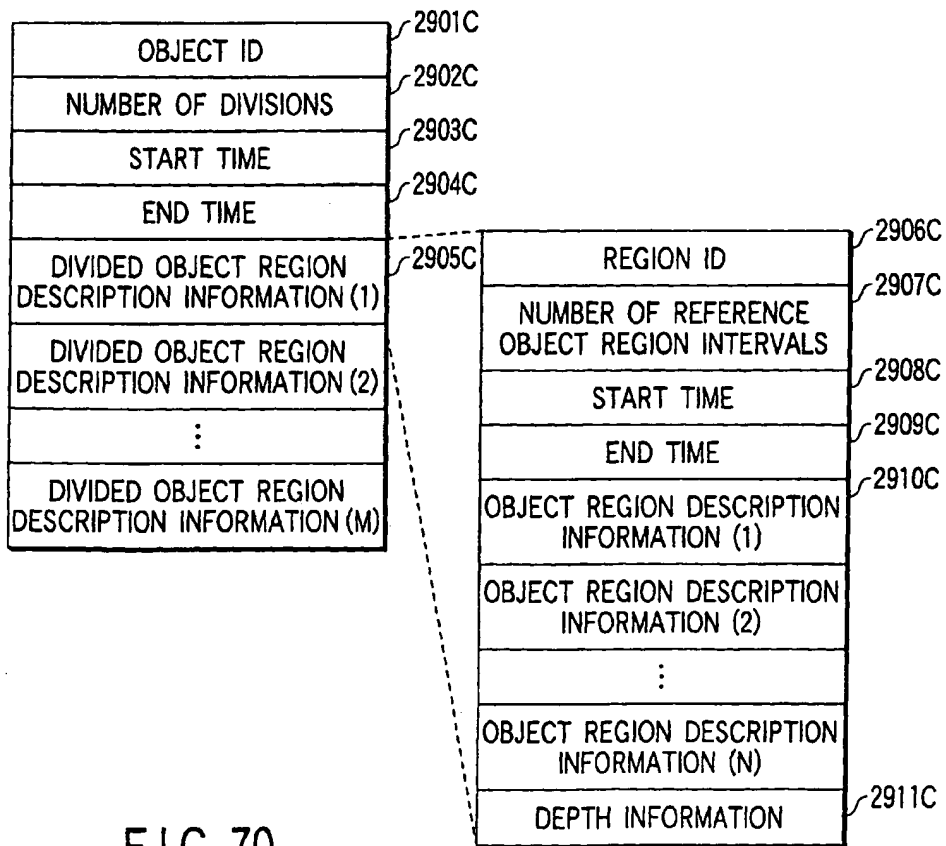 OBJECT ID
2901C
NUMBER OF DIVISIONS
2902C
START TIME
2903C
END TIME
2904C
DIVIDED OBJECT REGION
DESCRIPTION INFORMATION (1)
2905C
DIVIDED OBJECT REGION
DESCRIPTION INFORMATION (2)
⋮
DIVIDED OBJECT REGION
DESCRIPTION INFORMATION (M)
REGION ID
2906C
NUMBER OF REFERENCE
OBJECT REGION INTERVALS
2907C
START TIME
2908C
END TIME
2909C
OBJECT REGION DESCRIPTION
INFORMATION (1)
2910C
OBJECT REGION DESCRIPTION
INFORMATION (2)
⋮
OBJECT REGION DESCRIPTION
INFORMATION (N)
DEPTH INFORMATION
2911C
FIG. 70